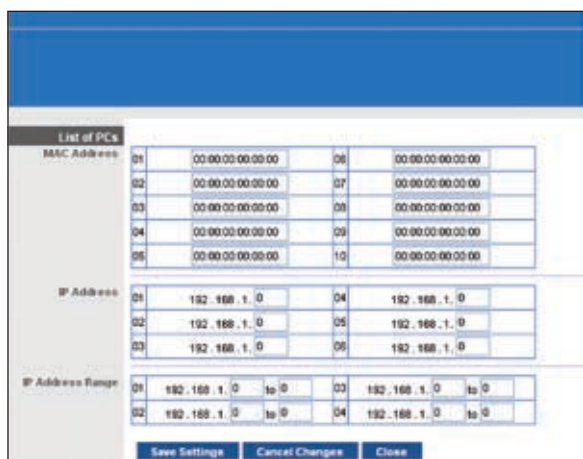 List of PCs
MAC Address
01 00:00:00:00:00:00 06 00:00:00:00:00:00
02 00:00:00:00:00:00 07 00:00:00:00:00:00
03 00:00:00:00:00:00 08 00:00:00:00:00:00
04 00:00:00:00:00:00 09 00:00:00:00:00:00
05 00:00:00:00:00:00 10 00:00:00:00:00:00
IP Address
01 192 . 168 . 1. 0 04 192 . 168 . 1. 0
02 192 . 168 . 1. 0 05 192 . 168 . 1. 0
03 192 . 168 . 1. 0 06 192 . 168 . 1. 0
IP Address Range
01 192 . 168 . 1. 0 to 0 03 192 . 168 . 1. 0 to 0
02 192 . 168 . 1. 0 to 0 04 192 . 168 . 1. 0 to 0
Save Settings Cancel Changes Close